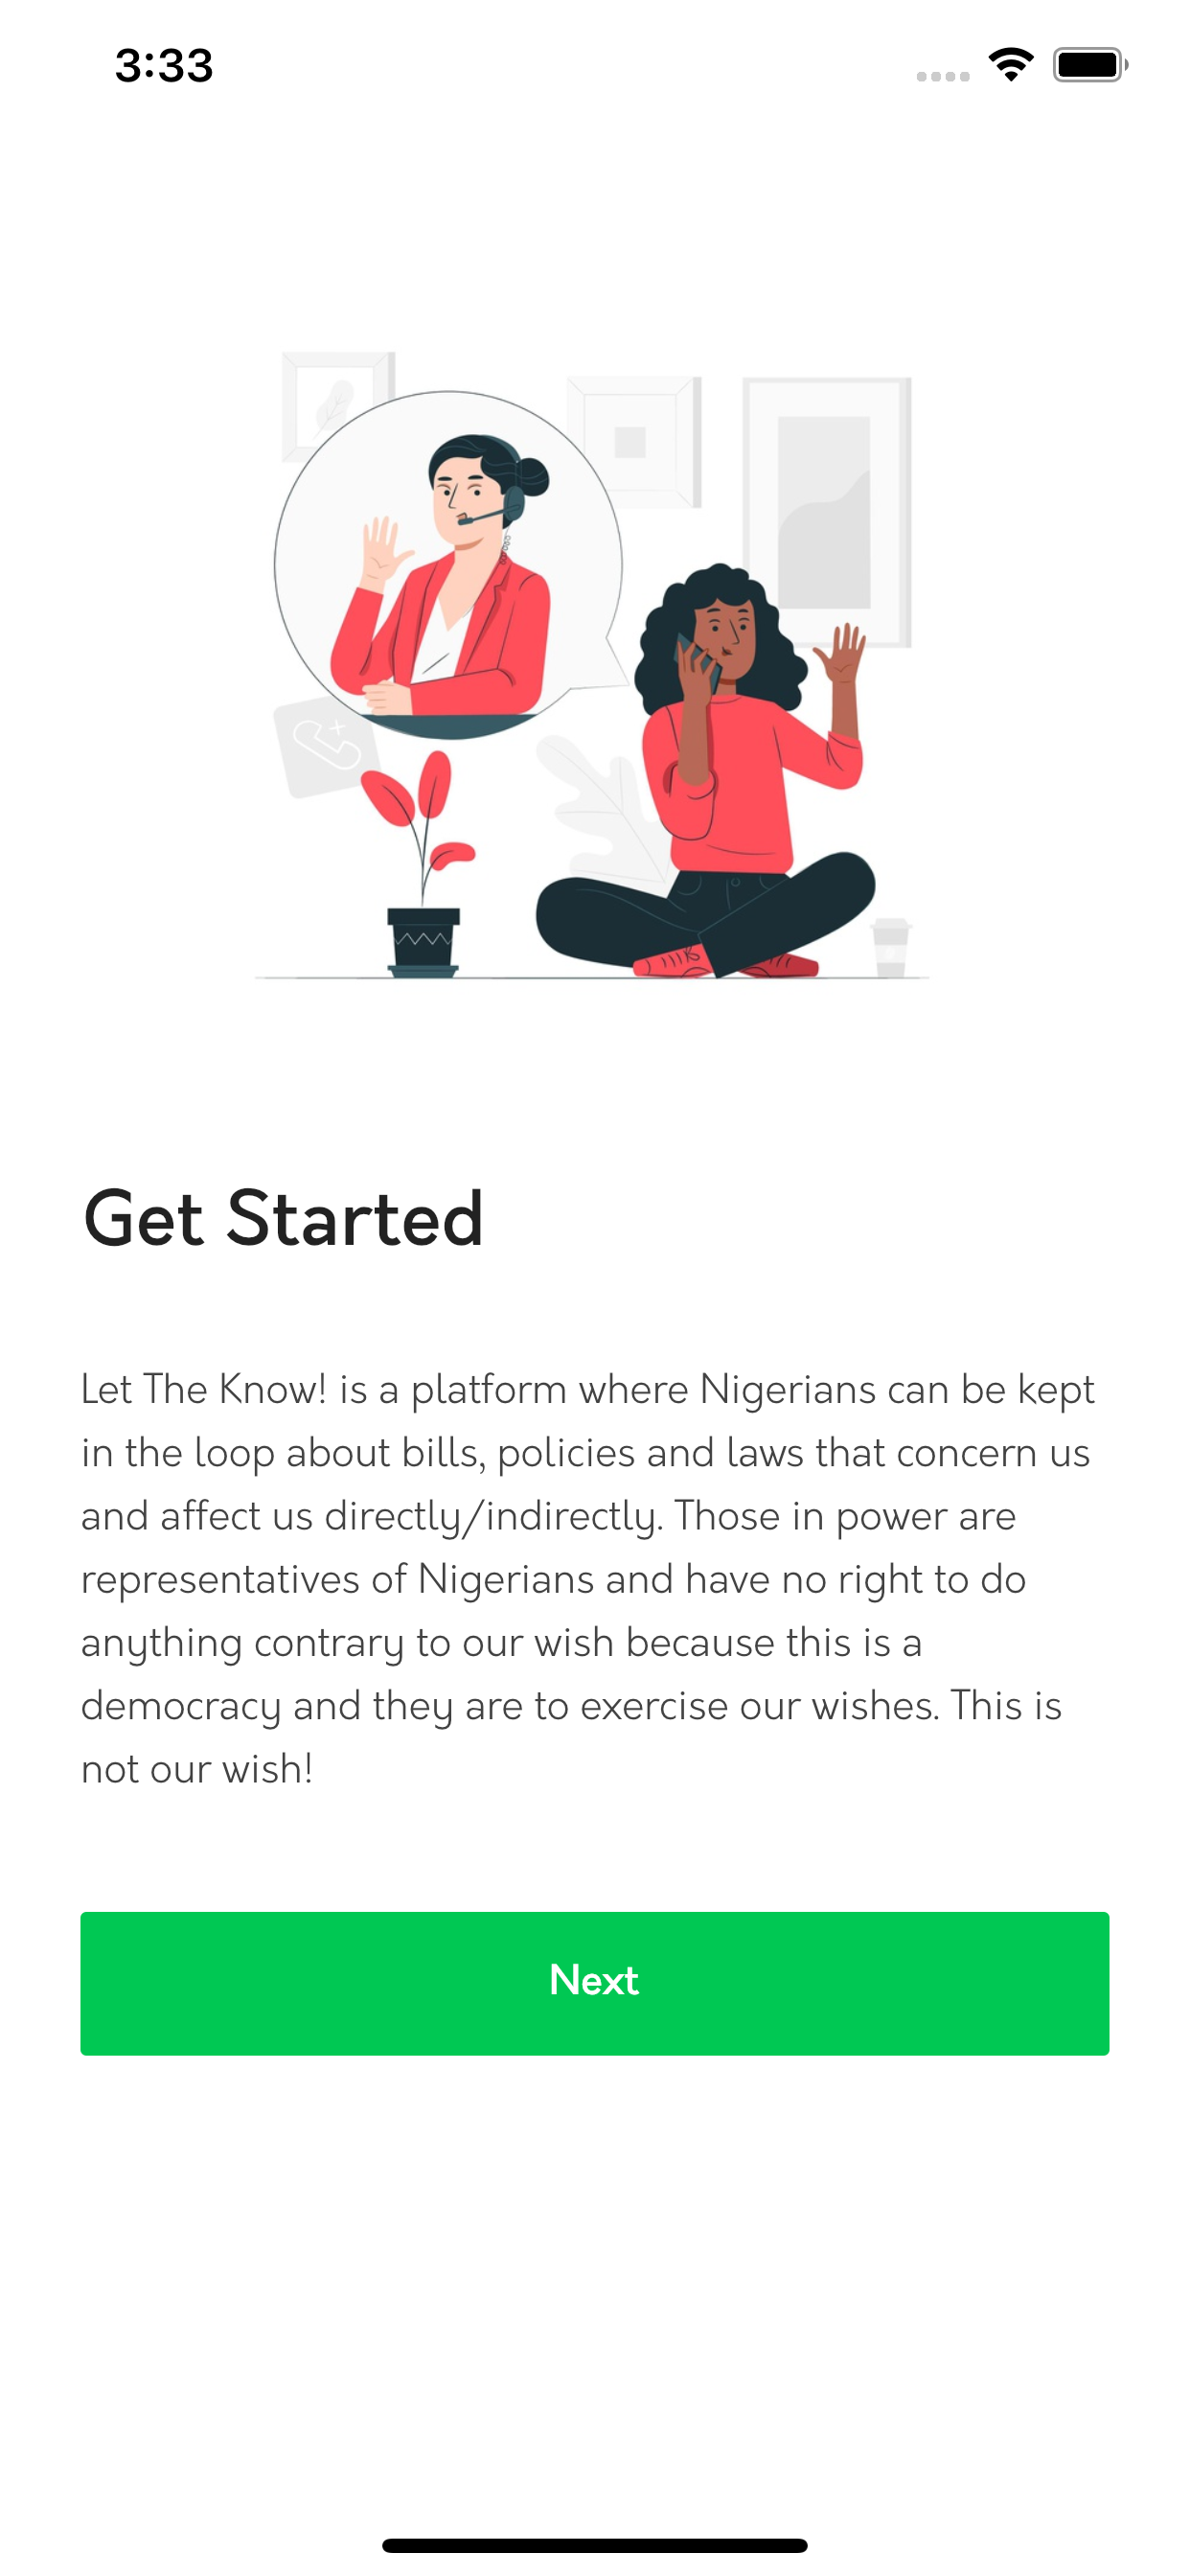 3:33
Get Started
Let The Know! is a platform where Nigerians can be kept
in the loop about bills, policies and laws that concern us
and affect us directly/indirectly. Those in power are
representatives of Nigerians and have no right to do
anything contrary to our wish because this is a
democracy and they are to exercise our wishes. This is
not our wish!
Next